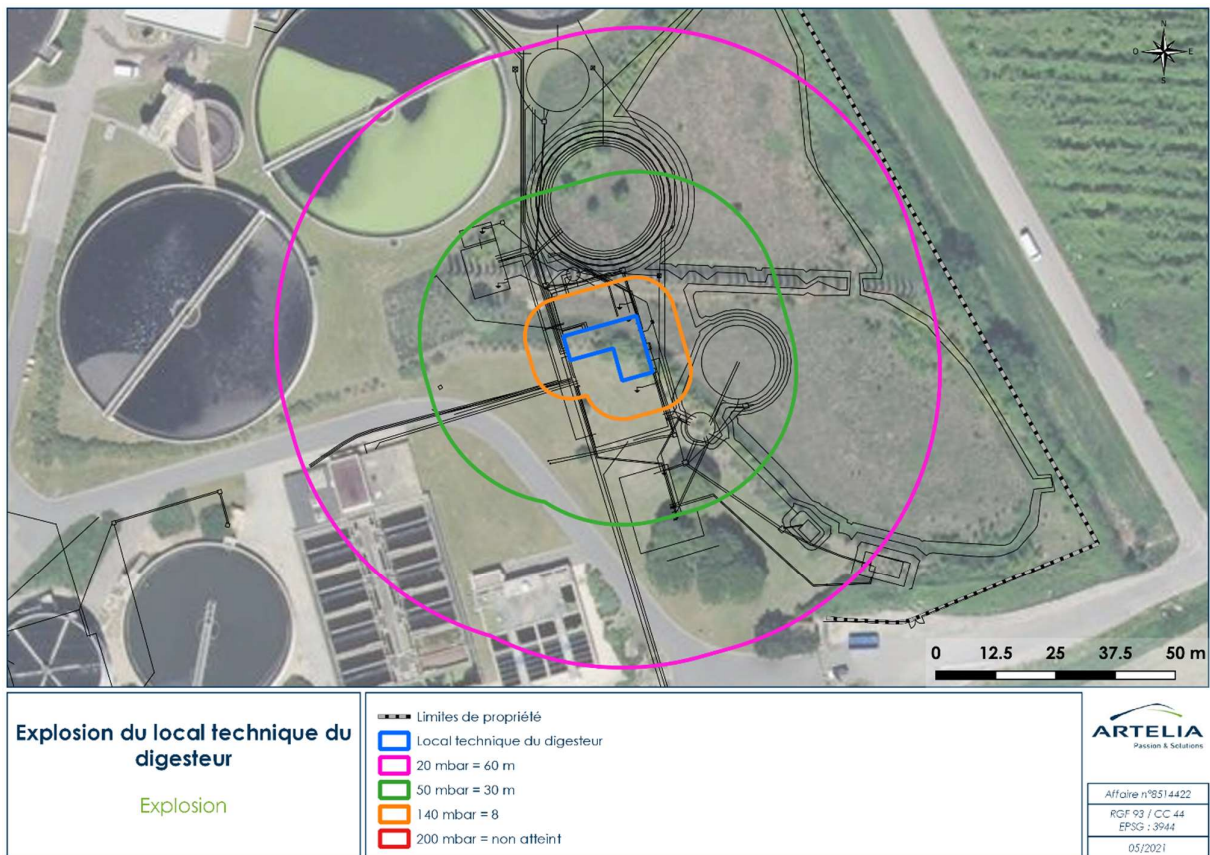 N
O
E
S
0 12.5 25 37.5 50 m
Explosion du local technique du
digesteur
Explosion
Limites de propriété
Local technique du digesteur
20 mbar = 60 m
50 mbar = 30 m
140 mbar = 8
200 mbar = non atteint
ARTELIA
Passion & Solutions
Affaire n°8514422
RGF 93 / CC 44
EPSG : 3944
05/2021